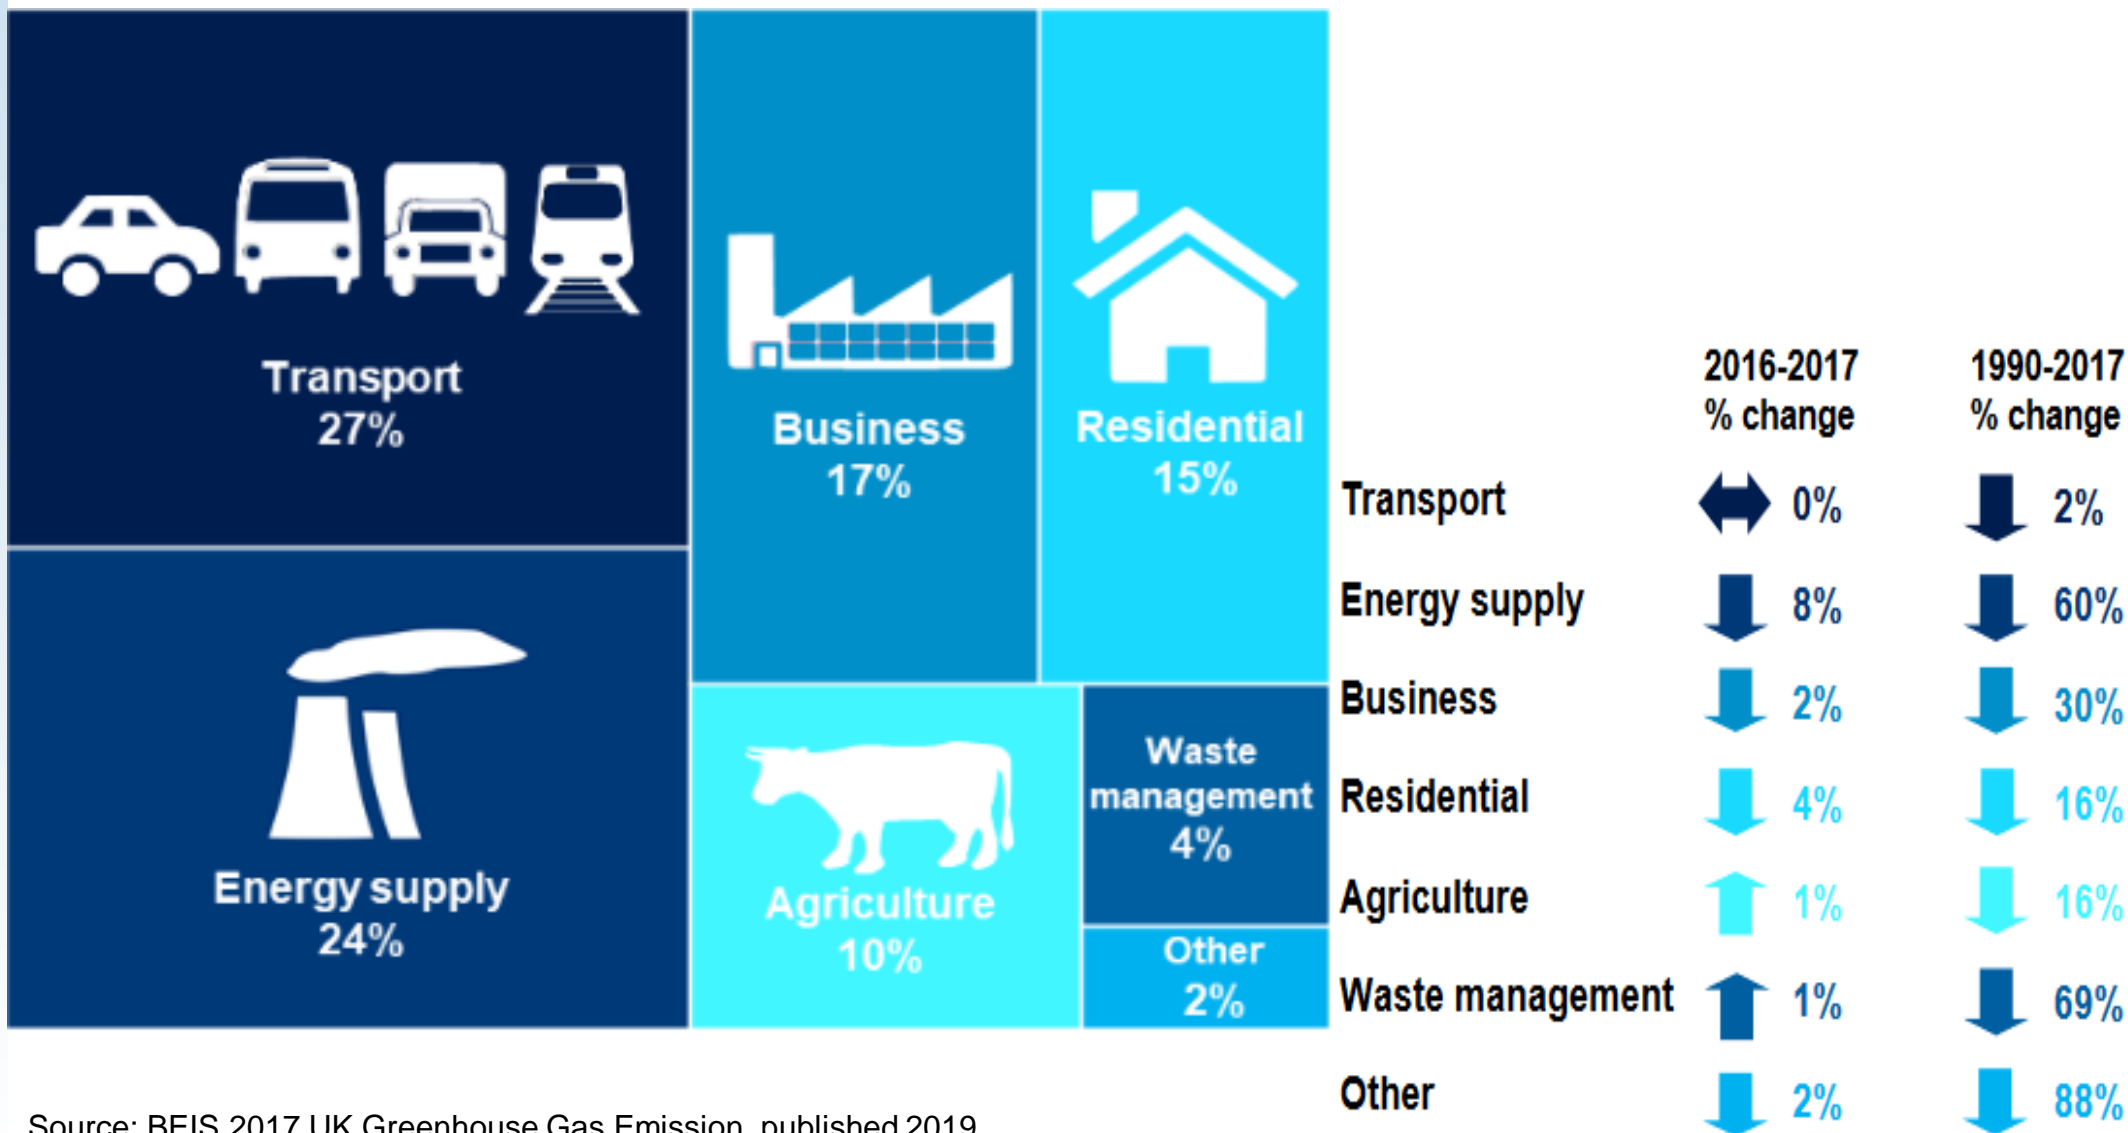 Transport
27%
Business
17%
Residential
15%
Energy supply
24%
Agriculture
10%
Waste
management
4%
Other
2%
2016-2017 1990-2017
% change % change
Transport 0% 2%
Energy supply 8% 60%
Business 2% 30%
Residential 4% 16%
Agriculture 1% 16%
Waste management 1% 69%
Other 2% 88%
Source: BEIS 2017 UK Greenhouse Gas Emission, published 2019